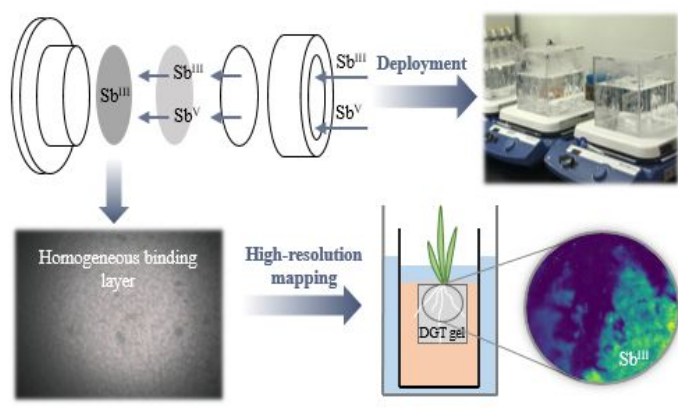 Sb^III
Sb^III
Sb^V
Sb^III
Sb^V
Deployment
Homogeneous binding
layer
High-resolution
mapping
DGT gel
Sb^III